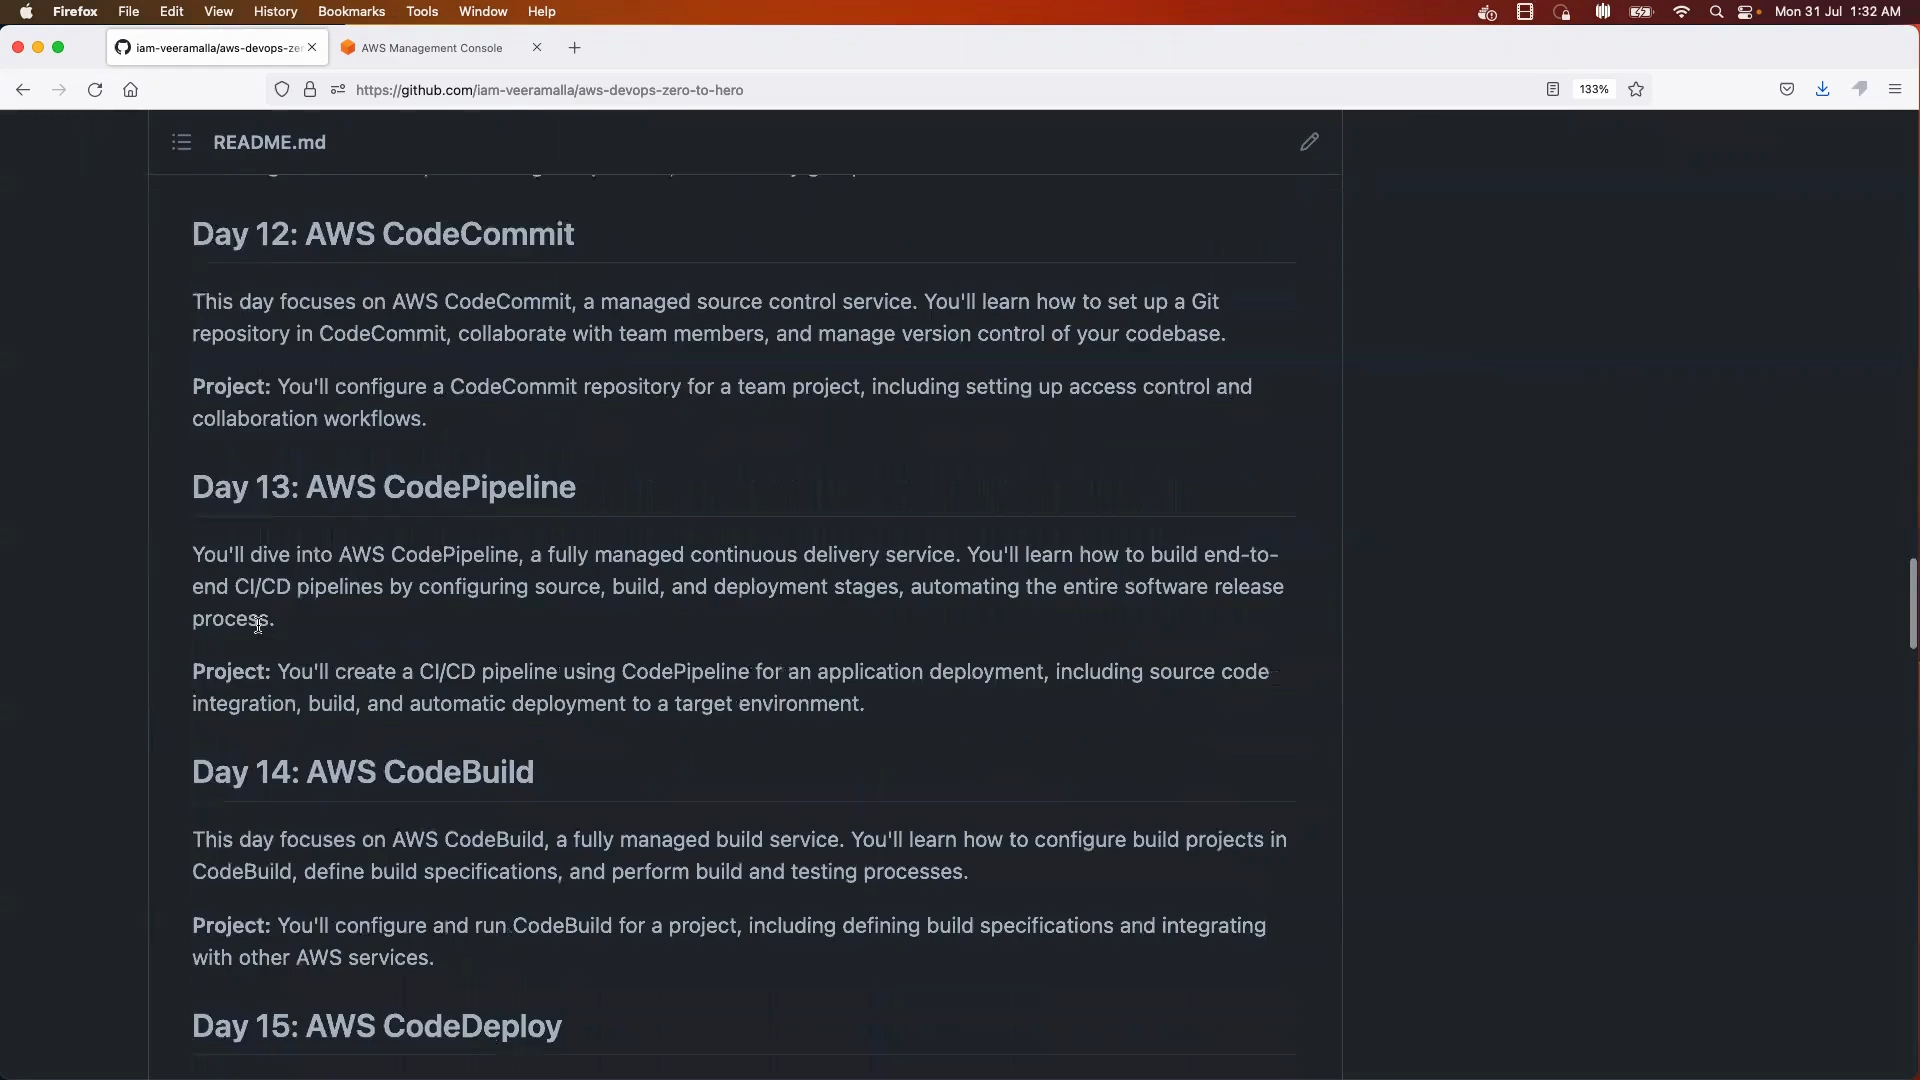 Firefox File Edit View History Bookmarks Tools Window Help Mon 31 Jul 1:32 AM
iam-veeramalla/aws-devops-zer AWS Management Console
https://github.com/iam-veeramalla/aws-devops-zero-to-hero 133%
README.md
Day 12: AWS CodeCommit
This day focuses on AWS CodeCommit, a managed source control service. You'll learn how to set up a Git
repository in CodeCommit, collaborate with team members, and manage version control of your codebase.
Project: You'll configure a CodeCommit repository for a team project, including setting up access control and
collaboration workflows.
Day 13: AWS CodePipeline
You'll dive into AWS CodePipeline, a fully managed continuous delivery service. You'll learn how to build end-to-
end CI/CD pipelines by configuring source, build, and deployment stages, automating the entire software release
process.
Project: You'll create a CI/CD pipeline using CodePipeline for an application deployment, including source code
integration, build, and automatic deployment to a target environment.
Day 14: AWS CodeBuild
This day focuses on AWS CodeBuild, a fully managed build service. You'll learn how to configure build projects in
CodeBuild, define build specifications, and perform build and testing processes.
Project: You'll configure and run CodeBuild for a project, including defining build specifications and integrating
with other AWS services.
Day 15: AWS CodeDeploy